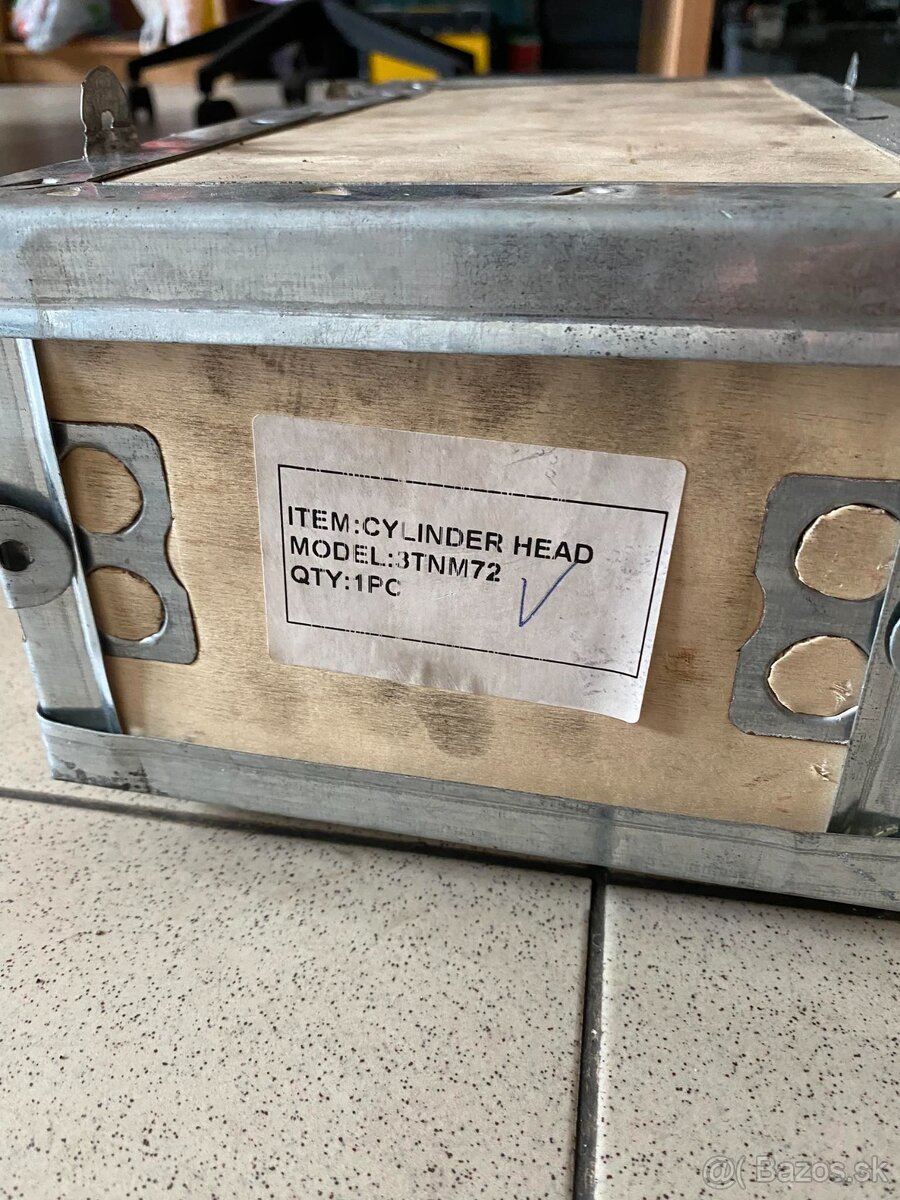 ITEM:CYLINDER HEAD
MODEL:3TNM72
QTY:1PC
@( Bazos.sk